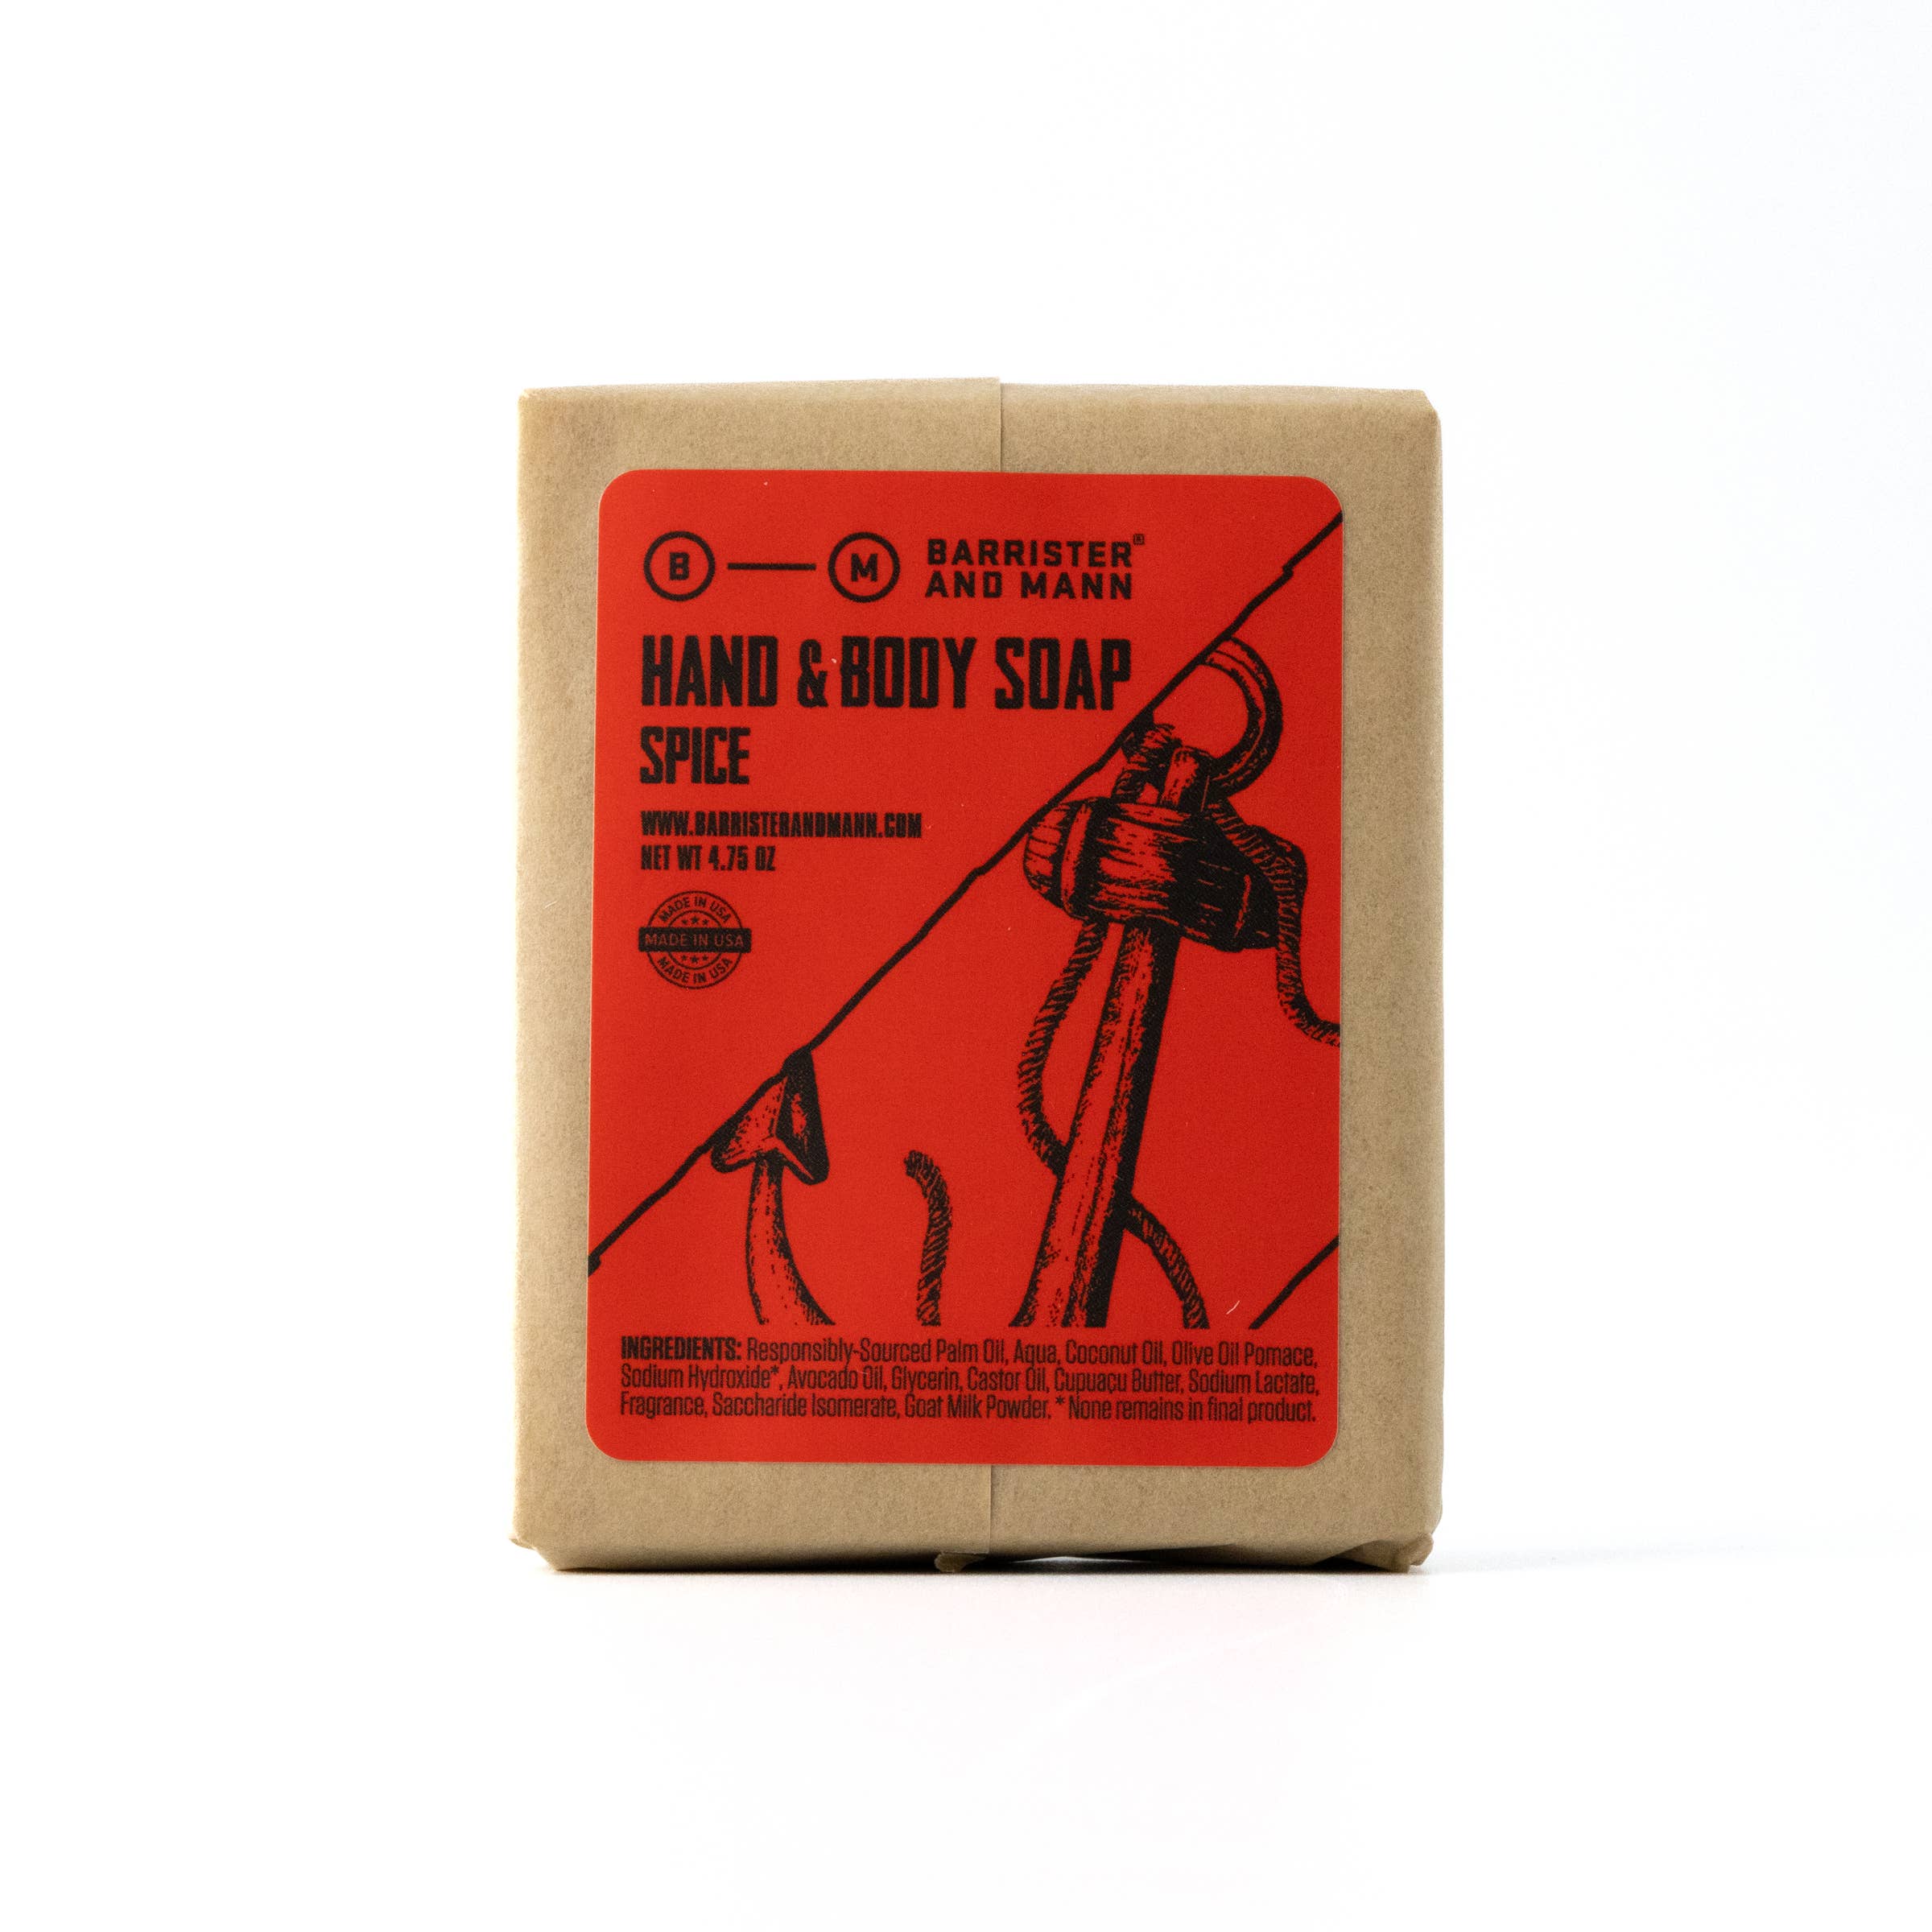 B M BARRISTER®
AND MANN
HAND & BODY SOAP
SPICE
WWW.BARRISTERANDMANN.COM
NET WT 4.75 OZ
MADE IN USA
MADE IN USA
MADE IN USA
INGREDIENTS: Responsibly-Sourced Palm Oil, Aqua, Coconut Oil, Olive Oil Pomace,
Sodium Hydroxide*, Avocado Oil, Glycerin, Castor Oil, Cupuaçu Butter, Sodium Lactate,
Fragrance, Saccharide Isomerate, Goat Milk Powder. *None remains in final product.